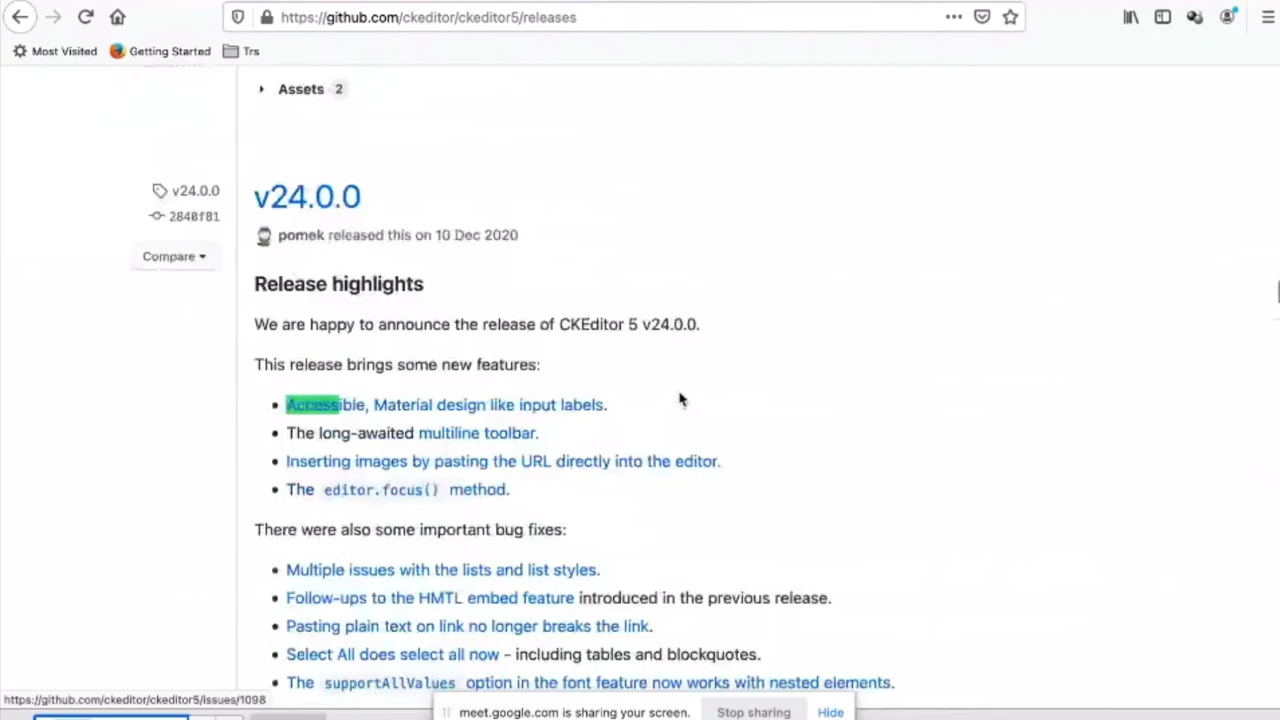 https://github.com/ckeditor/ckeditor5/releases
Most Visited Getting Started Trs
Assets 2
v24.0.0
2840f81
Compare
v24.0.0
pomek released this on 10 Dec 2020
Release highlights
We are happy to announce the release of CKEditor 5 v24.0.0.
This release brings some new features:
• Accessible, Material design like input labels.
• The long-awaited multiline toolbar.
• Inserting images by pasting the URL directly into the editor.
• The editor.focus() method.
There were also some important bug fixes:
• Multiple issues with the lists and list styles.
• Follow-ups to the HMTL embed feature introduced in the previous release.
• Pasting plain text on link no longer breaks the link.
• Select All does select all now – including tables and blockquotes.
• The supportAllValues option in the font feature now works with nested elements.
https://github.com/ckeditor/ckeditor5/issues/1098
meet.google.com is sharing your screen. Stop sharing Hide